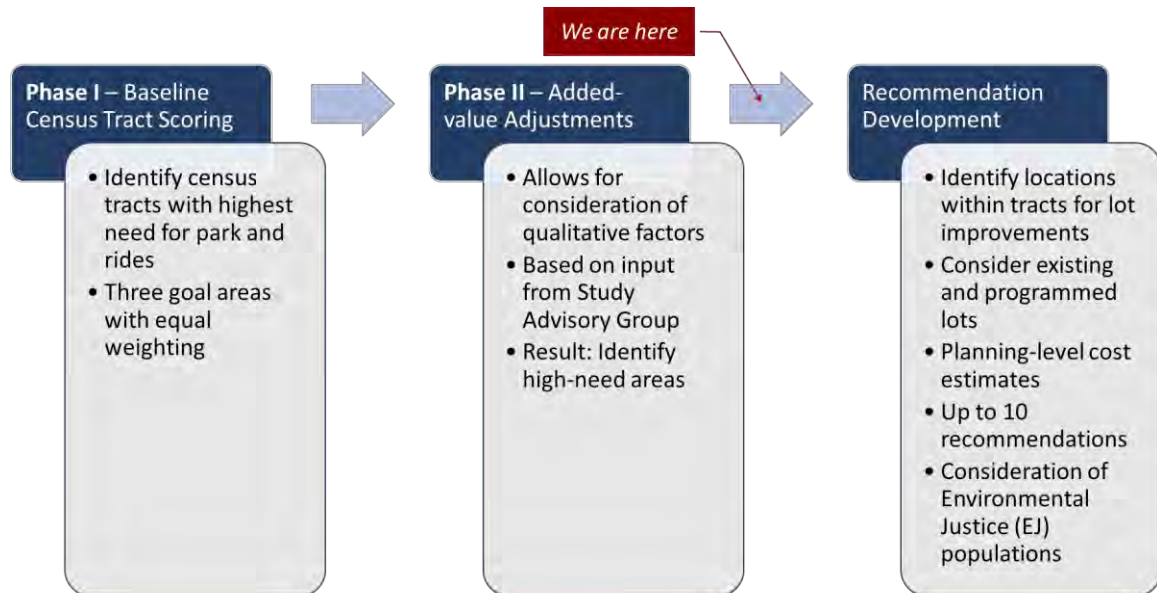 We are here
Phase I – Baseline
Census Tract Scoring
• Identify census
tracts with highest
need for park and
rides
• Three goal areas
with equal
weighting
Phase II – Added-
value Adjustments
• Allows for
consideration of
qualitative factors
• Based on input
from Study
Advisory Group
• Result: Identify
high-need areas
Recommendation
Development
• Identify locations
within tracts for lot
improvements
• Consider existing
and programmed
lots
• Planning-level cost
estimates
• Up to 10
recommendations
• Consideration of
Environmental
Justice (EJ)
populations